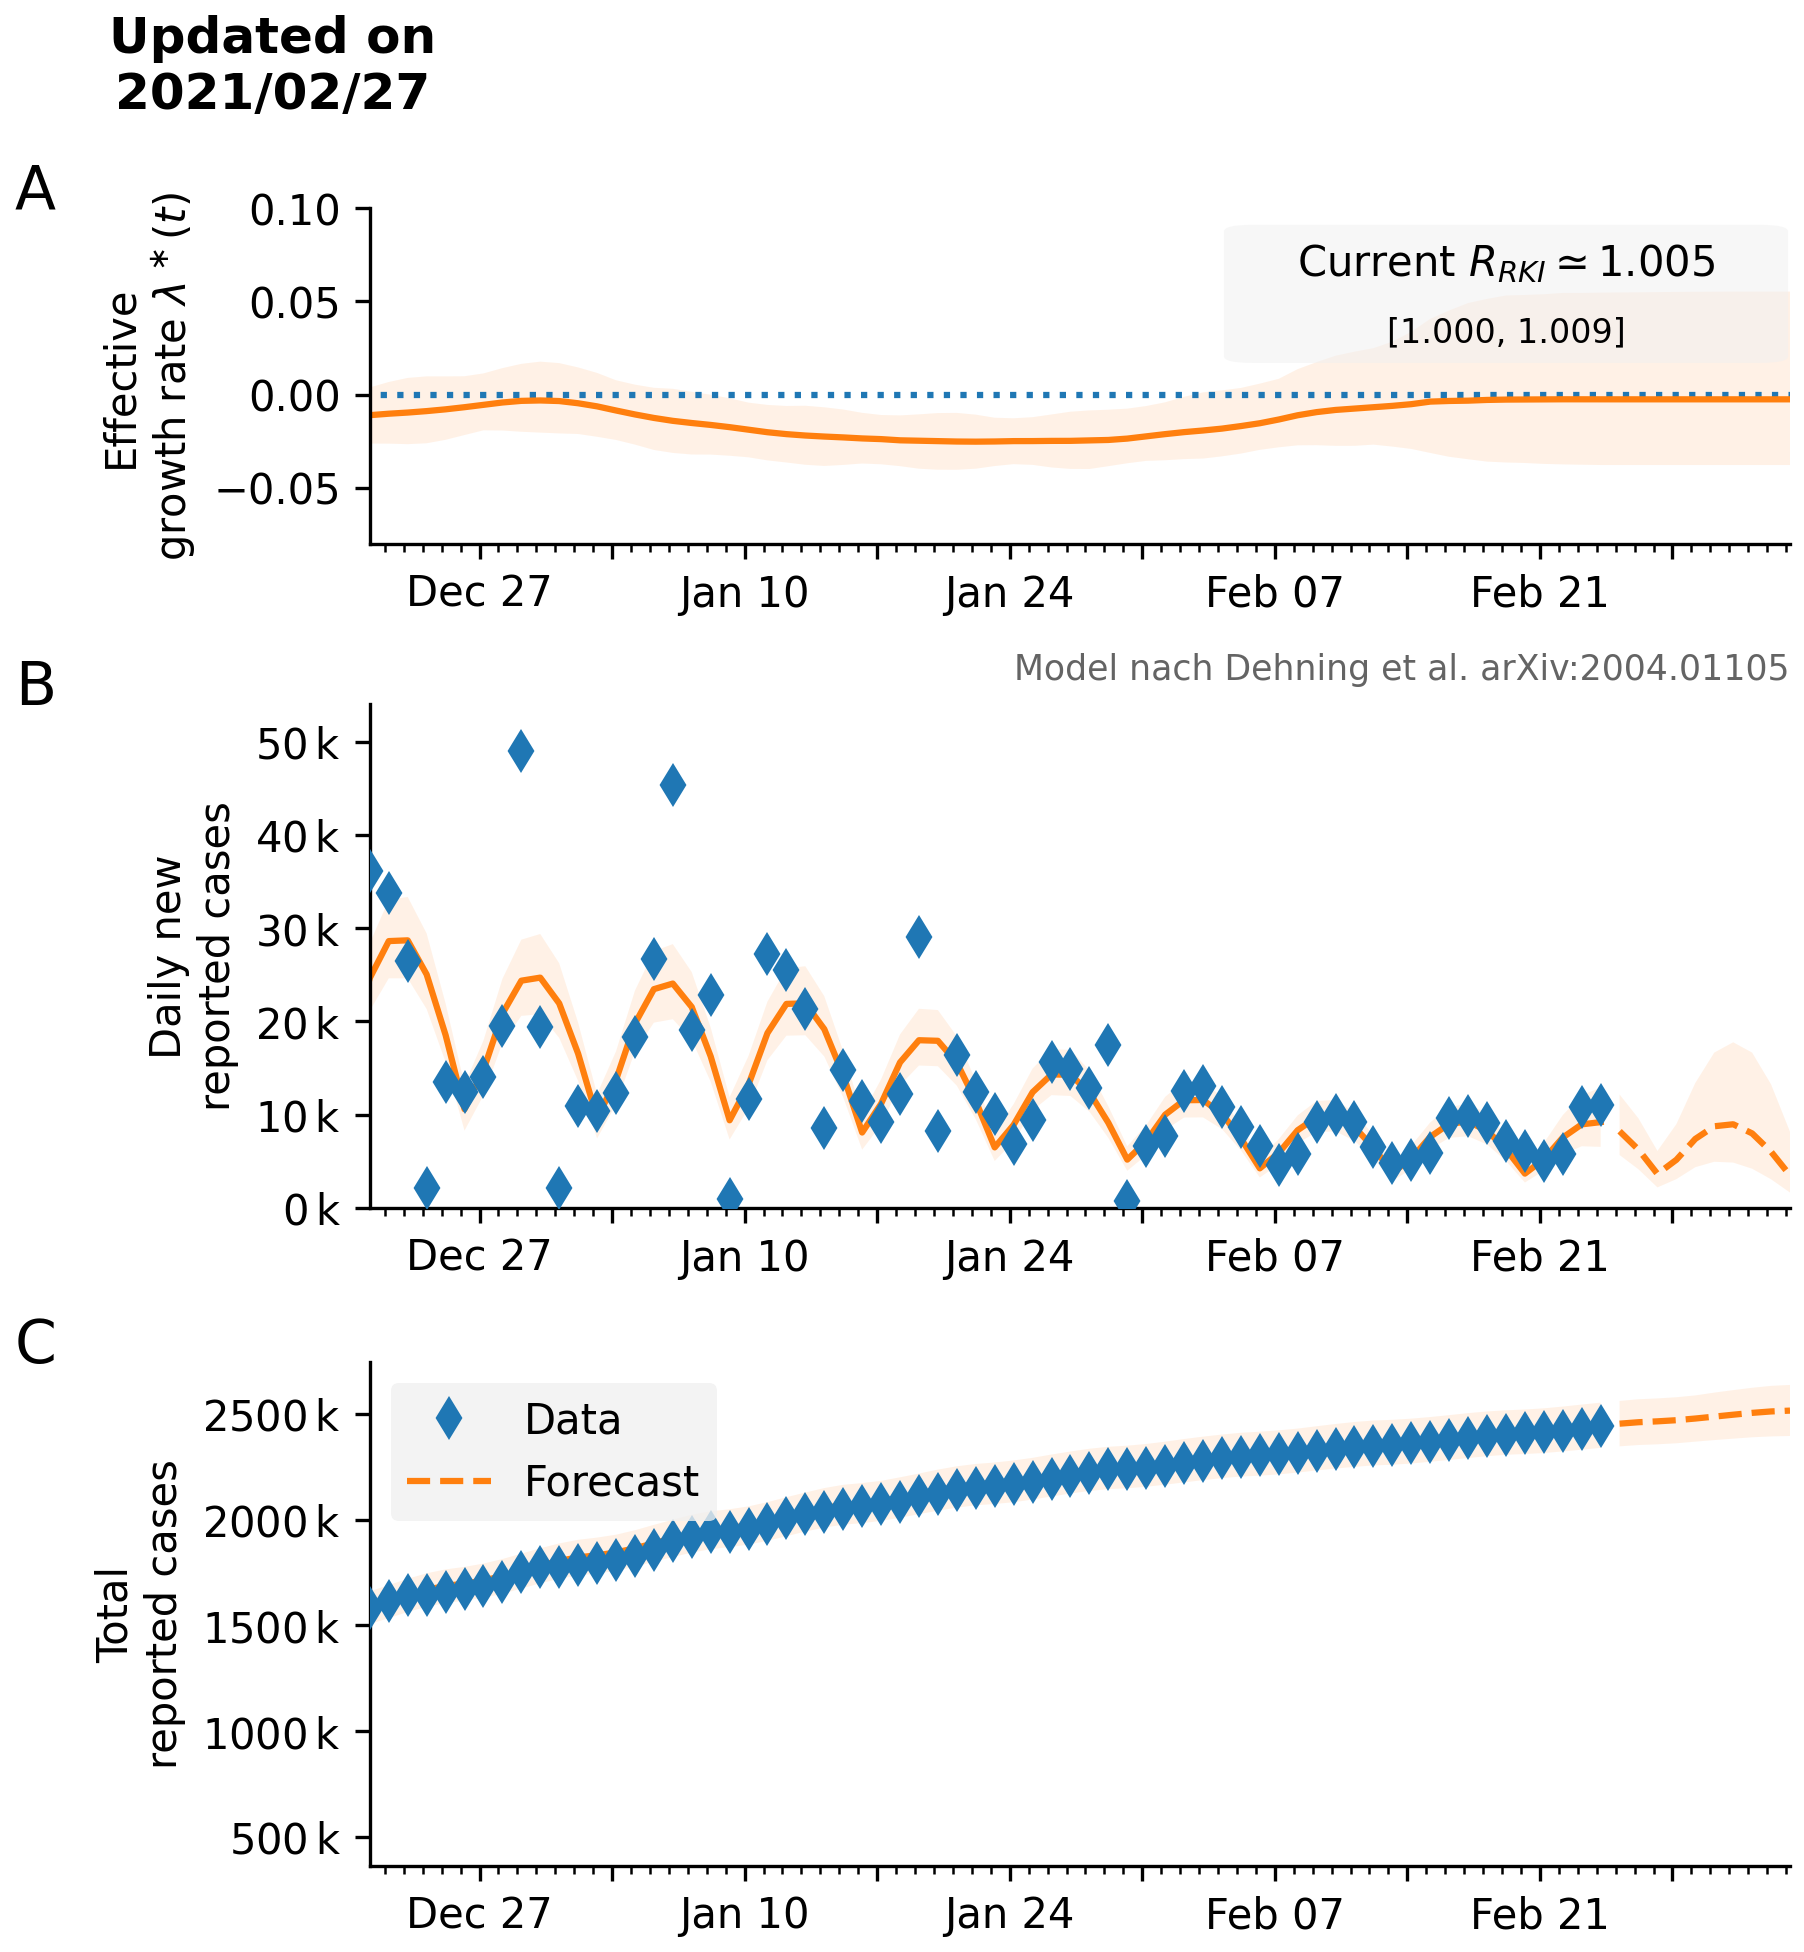 Updated on
2021/02/27
A
Effective
growth rate λ * (t)
0.10
0.05
0.00
−0.05
Current R_RKI ≃ 1.005
[1.000, 1.009]
Dec 27 Jan 10 Jan 24 Feb 07 Feb 21
Model nach Dehning et al. arXiv:2004.01105
B
Daily new
reported cases
50 k
40 k
30 k
20 k
10 k
0 k
Dec 27 Jan 10 Jan 24 Feb 07 Feb 21
C
Total
reported cases
2500 k
2000 k
1500 k
1000 k
500 k
Data
Forecast
Dec 27 Jan 10 Jan 24 Feb 07 Feb 21